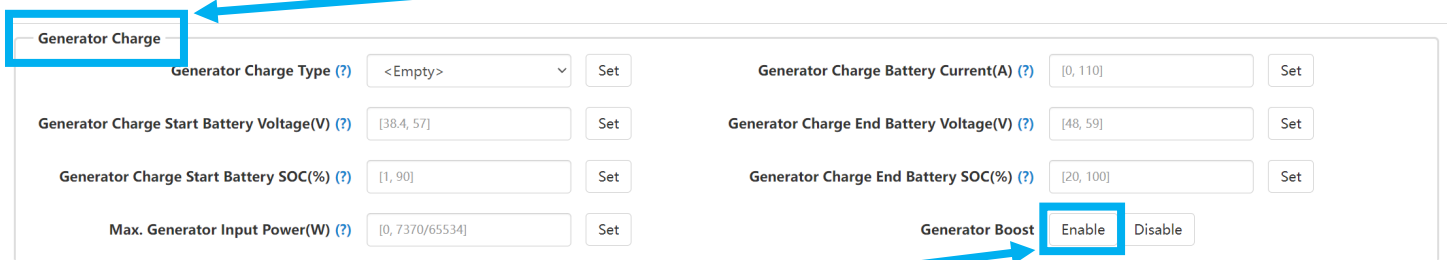 Generator Charge
Generator Charge Type (?) <Empty> Set Generator Charge Battery Current(A) (?) [0, 110] Set
Generator Charge Start Battery Voltage(V) (?) [38.4, 57] Set Generator Charge End Battery Voltage(V) (?) [48, 59] Set
Generator Charge Start Battery SOC(%) (?) [1, 90] Set Generator Charge End Battery SOC(%) (?) [20, 100] Set
Max. Generator Input Power(W) (?) [0, 7370/65534] Set Generator Boost Enable Disable